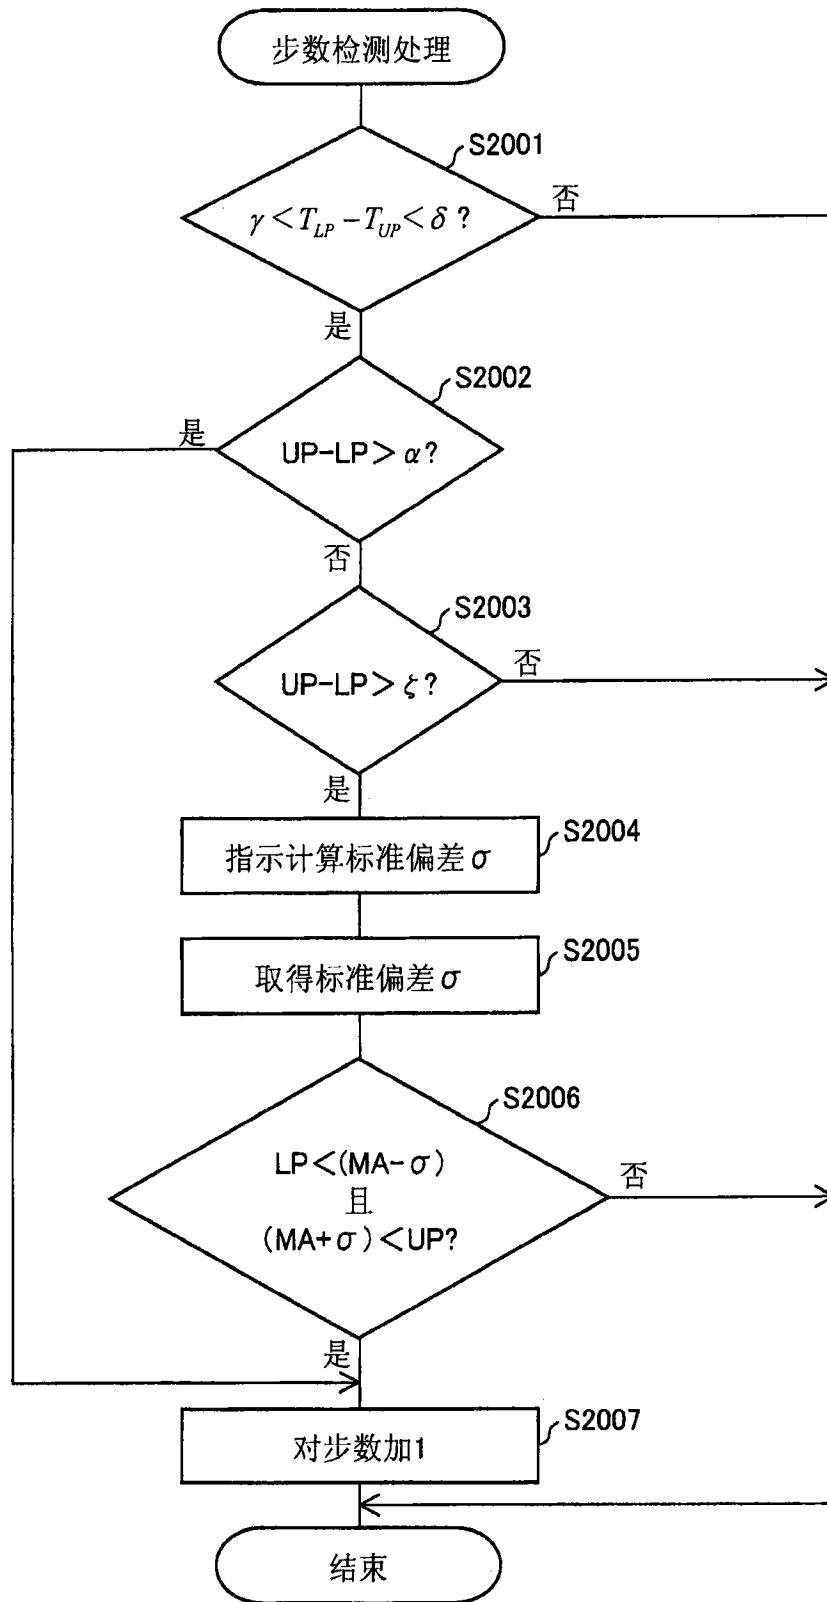 步数检测处理
S2001
γ<T_LP-T_UP<δ?
否
是
S2002
是
UP-LP>α?
否
S2003
UP-LP>ζ?
否
是
S2004
指示计算标准偏差σ
S2005
取得标准偏差σ
S2006
LP<(MA-σ)
且
(MA+σ)<UP?
否
是
S2007
对步数加1
结束